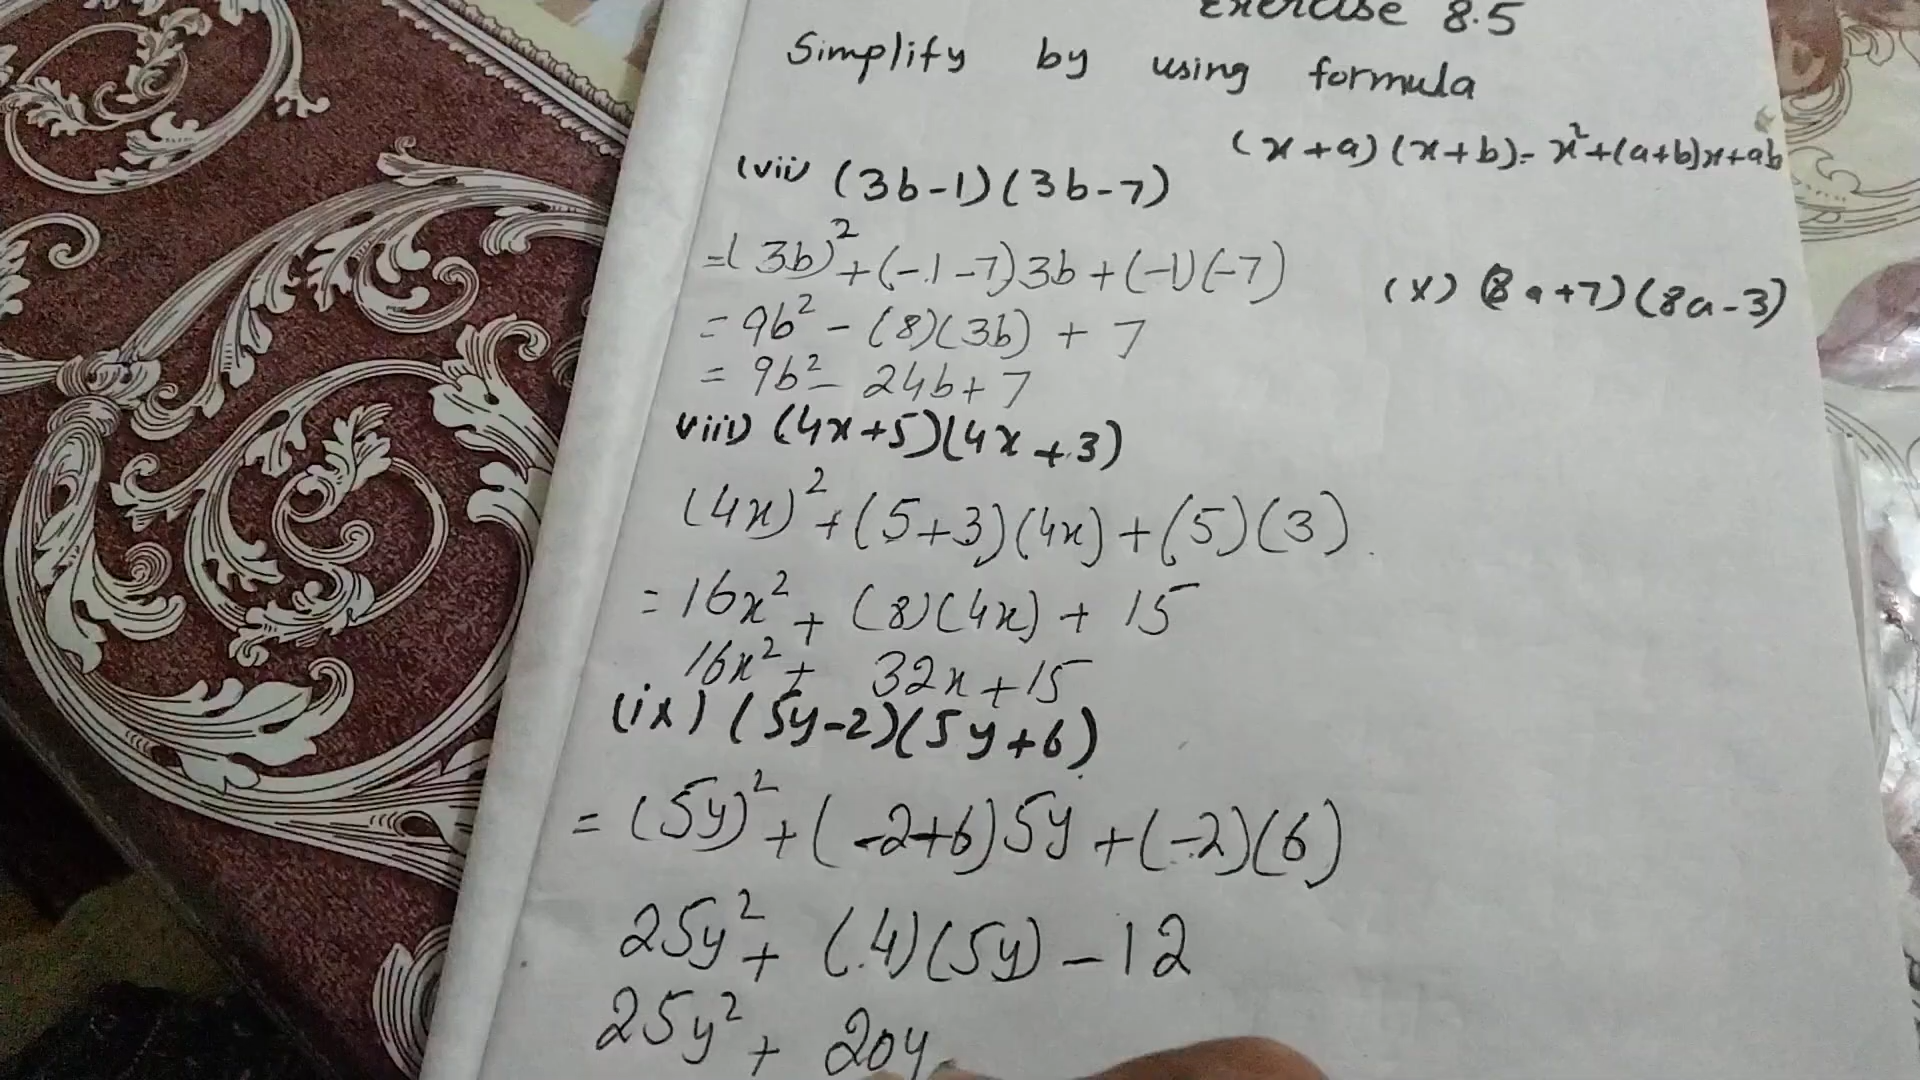 Exercise 8.5
Simplify by using formula
(x+a)(x+b)= x²+(a+b)x+ab
(vii) (3b-1)(3b-7)
=(3b)²+(-1-7)3b+(-1)(-7)
= 9b² - (8)(3b) + 7
= 9b² - 24b+7
viii) (4x+5)(4x+3)
(4x)²+(5+3)(4x)+(5)(3)
= 16x² + (8)(4x) + 15
16x² + 32x+15
(ix) (5y-2)(5y+6)
= (5y)²+(-2+6)5y+(-2)(6)
25y² + (4)(5y) - 12
25y² + 20y
(x) (8a+7)(8a-3)